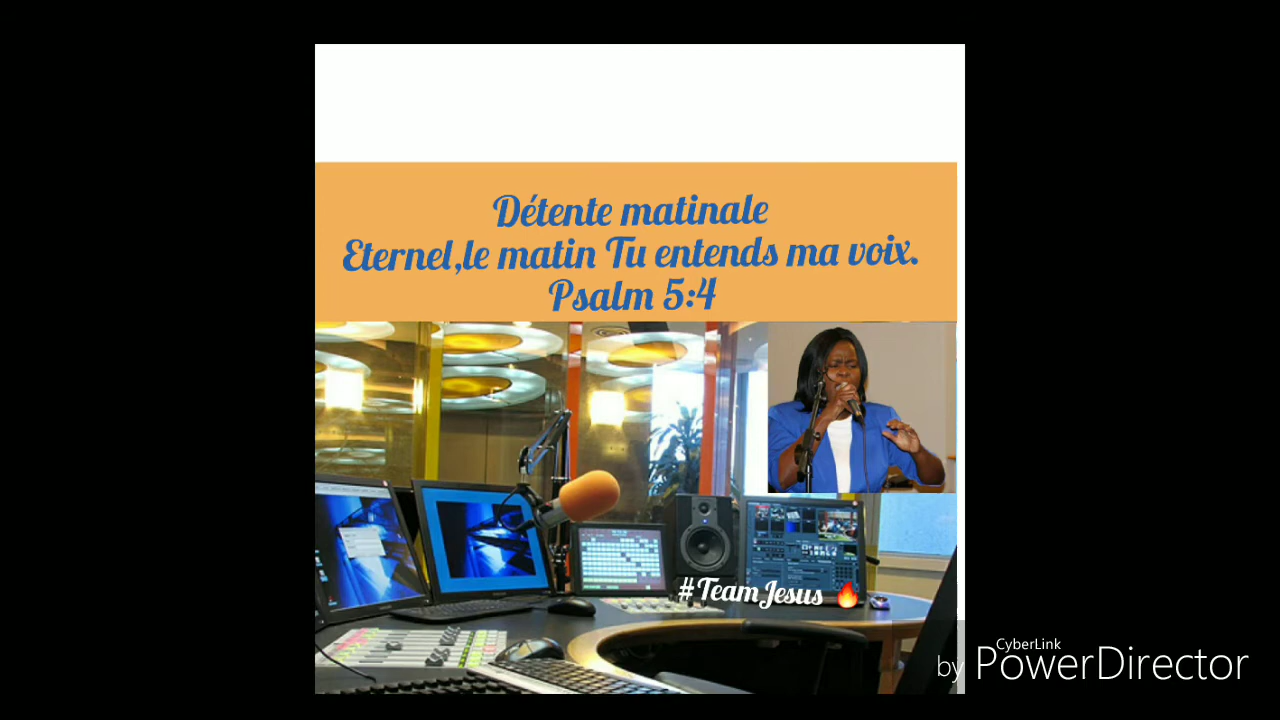 Détente matinale
Eternel,le matin Tu entends ma voix.
Psalm 5:4
#TeamJesus 🔥
CyberLink
by PowerDirector